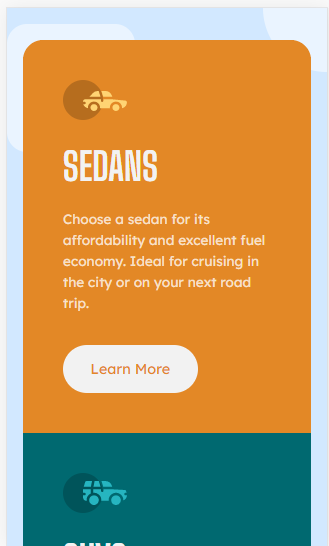 SEDANS
Choose a sedan for its
affordability and excellent fuel
economy. Ideal for cruising in
the city or on your next road
trip.
Learn More